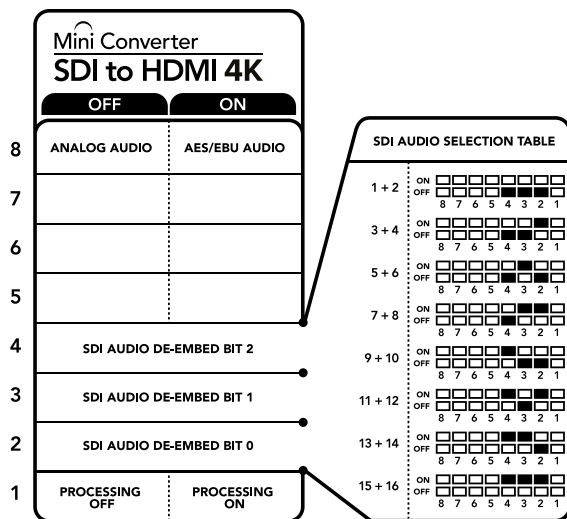 Mini Converter
SDI to HDMI 4K
OFF ON
8 ANALOG AUDIO AES/EBU AUDIO
7
6
5
4 SDI AUDIO DE-EMBED BIT 2
3 SDI AUDIO DE-EMBED BIT 1
2 SDI AUDIO DE-EMBED BIT 0
1 PROCESSING OFF PROCESSING ON
SDI AUDIO SELECTION TABLE
1 + 2 ON
OFF
8 7 6 5 4 3 2 1
3 + 4 ON
OFF
8 7 6 5 4 3 2 1
5 + 6 ON
OFF
8 7 6 5 4 3 2 1
7 + 8 ON
OFF
8 7 6 5 4 3 2 1
9 + 10 ON
OFF
8 7 6 5 4 3 2 1
11 + 12 ON
OFF
8 7 6 5 4 3 2 1
13 + 14 ON
OFF
8 7 6 5 4 3 2 1
15 + 16 ON
OFF
8 7 6 5 4 3 2 1